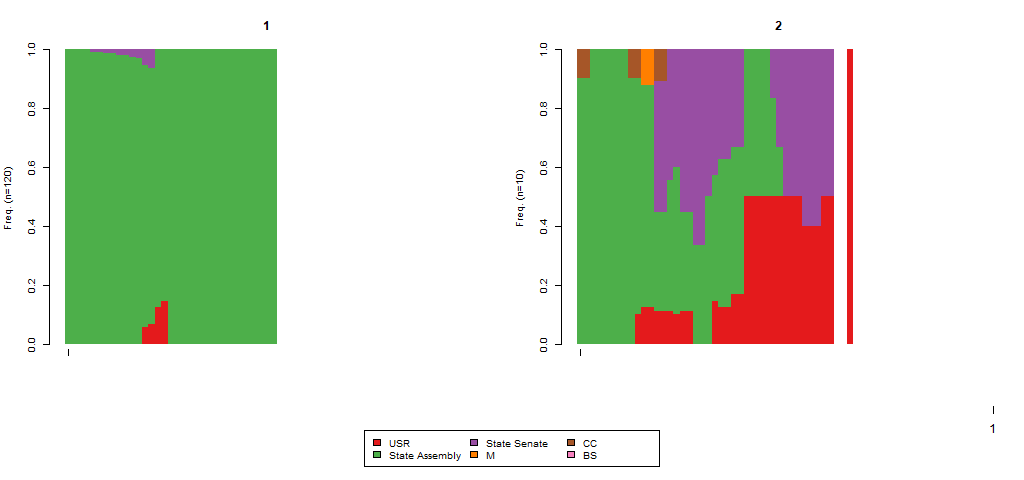 1
2
Freq. (n=120)
0.0 0.2 0.4 0.6 0.8 1.0
Freq. (n=10)
0.0 0.2 0.4 0.6 0.8 1.0
1
USR State Senate CC
State Assembly M BS